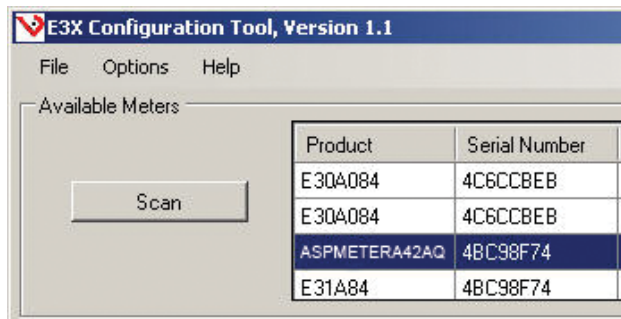 E3X Configuration Tool, Version 1.1
File Options Help
Available Meters
Product Serial Number
Scan
E30A084 4C6CCBEB
E30A084 4C6CCBEB
ASPMETERA42AQ 4BC98F74
E31A84 4BC98F74